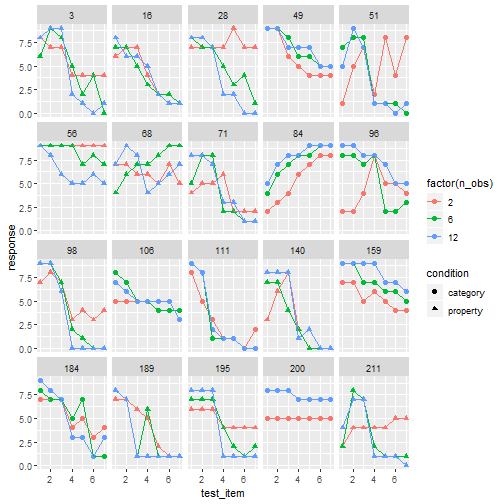 3 16 28 49 51
7.5
5.0
2.5
0.0
56 68 71 84 96
7.5
5.0
2.5
0.0
98 106 111 140 159
7.5
5.0
2.5
0.0
184 189 195 200 211
7.5
5.0
2.5
0.0
2 4 6 2 4 6 2 4 6 2 4 6 2 4 6
test_item
response
factor(n_obs)
2
6
12
condition
category
property